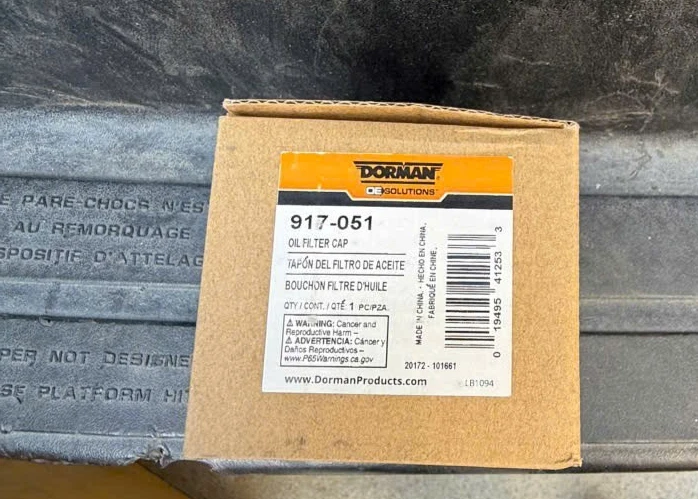 DORMAN
OE SOLUTIONS
917-051
OIL FILTER CAP
TAPÓN DEL FILTRO DE ACEITE
BOUCHON FILTRE D'HUILE
QTY / CONT. / QTÉ: 1 PC/PZA.
⚠ WARNING: Cancer and
Reproductive Harm –
⚠ ADVERTENCIA: Cáncer y
Daños Reproductivos –
www.P65Warnings.ca.gov
www.DormanProducts.com
MADE IN CHINA. - HECHO EN CHINA.
FABRIQUÉ EN CHINE.
0 19495 41253 3
20172 - 101661
LB1094
E PARE-CHOCR N'ES
AU REMORQUAGE
SPOSITIF D'ATTELAG
PER NOT DESIGNE
SE PLATFORM HIT